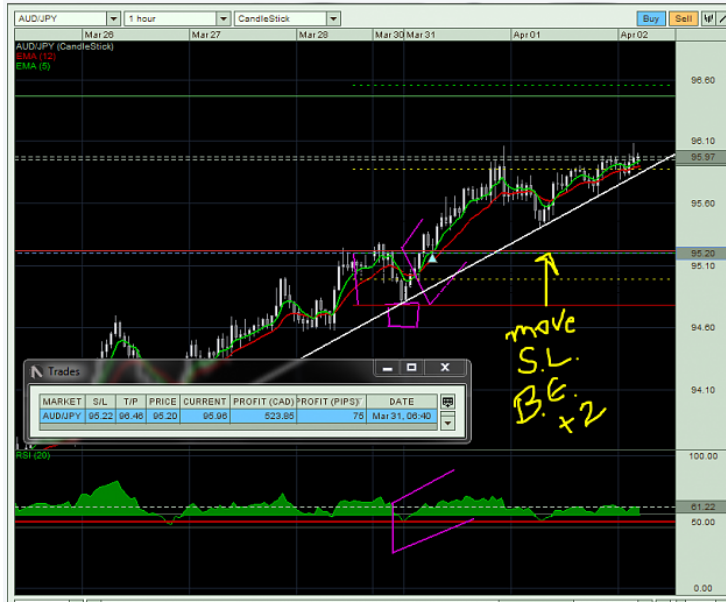 AUD/JPY 1 hour CandleStick Buy Sell
Mar 26 Mar 27 Mar 28 Mar 30 Mar 31 Apr 01 Apr 02
AUD/JPY (CandleStick)
EMA (12)
EMA (5)
96.60
96.10
95.97
95.60
95.20
95.10
94.60
94.10
move
S.L.
B.E.
+2
Trades
MARKET S/L T/P PRICE CURRENT PROFIT (CAD) PROFIT (PIPS)
DATE
AUD/JPY 95.22 96.46 95.20 95.96 523.85 75 Mar 31, 06:40
RSI (20)
100.00
61.22
50.00
0.00